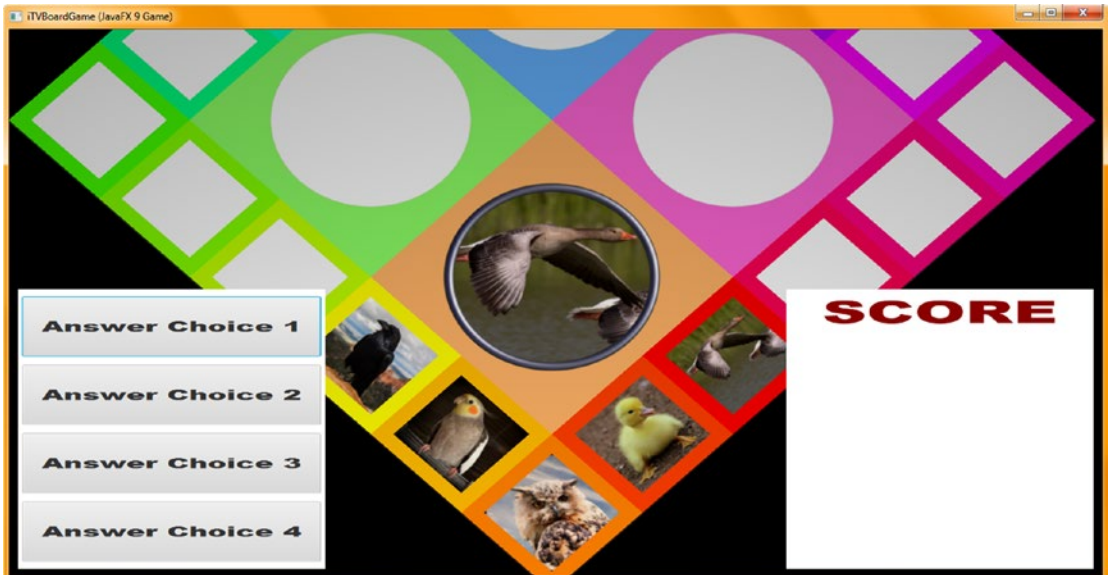 iTVBoardGame (JavaFX 9 Game)
Answer Choice 1
Answer Choice 2
Answer Choice 3
Answer Choice 4
SCORE